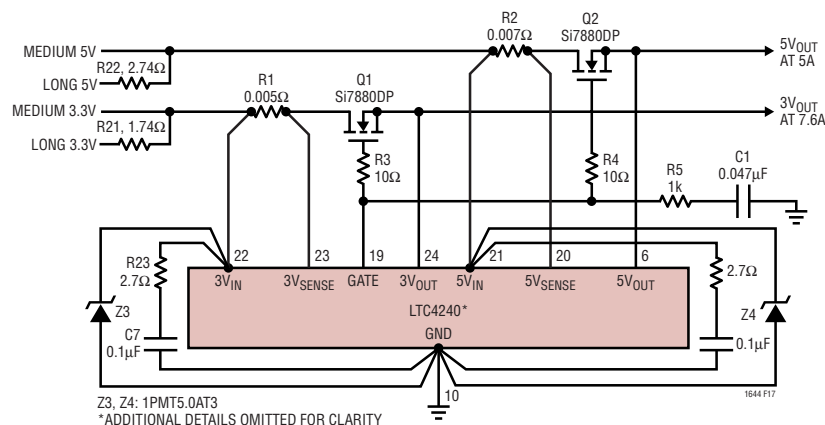 R2
0.007Ω
Q2
Si7880DP
MEDIUM 5V
5VOUT
AT 5A
R22, 2.74Ω
LONG 5V
R1
0.005Ω
Q1
Si7880DP
MEDIUM 3.3V
3VOUT
AT 7.6A
R21, 1.74Ω
LONG 3.3V
R3
10Ω
R4
10Ω
R5
1k
C1
0.047µF
22
23
19
24
21
20
6
R23
2.7Ω
3VIN
3VSENSE
GATE
3VOUT
5VIN
5VSENSE
5VOUT
2.7Ω
LTC4240*
Z3
Z4
GND
C7
0.1µF
0.1µF
10
1644 F17
Z3, Z4: 1PMT5.0AT3
*ADDITIONAL DETAILS OMITTED FOR CLARITY